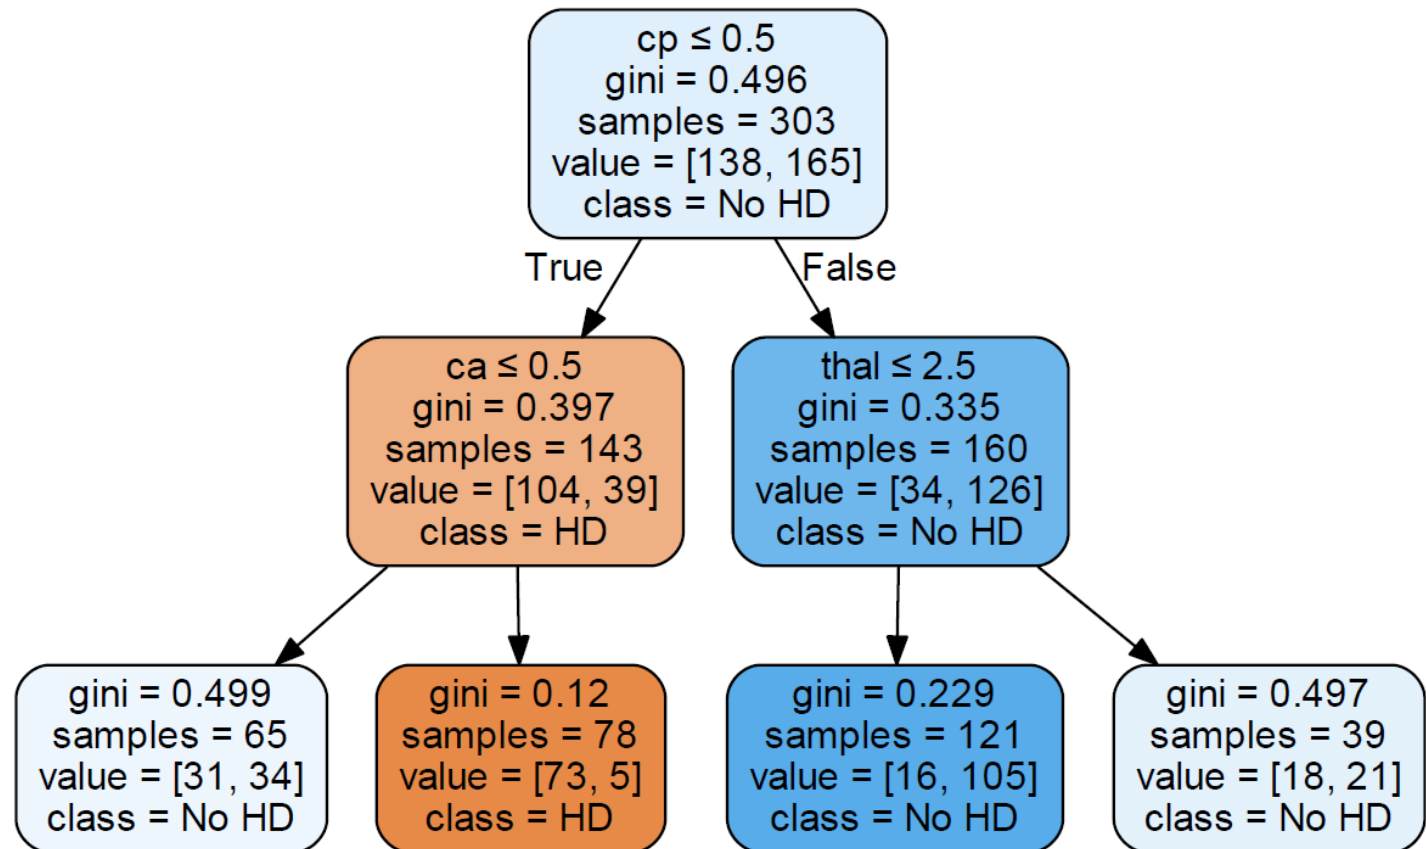 cp ≤ 0.5
gini = 0.496
samples = 303
value = [138, 165]
class = No HD
True
False
ca ≤ 0.5
gini = 0.397
samples = 143
value = [104, 39]
class = HD
thal ≤ 2.5
gini = 0.335
samples = 160
value = [34, 126]
class = No HD
gini = 0.499
samples = 65
value = [31, 34]
class = No HD
gini = 0.12
samples = 78
value = [73, 5]
class = HD
gini = 0.229
samples = 121
value = [16, 105]
class = No HD
gini = 0.497
samples = 39
value = [18, 21]
class = No HD